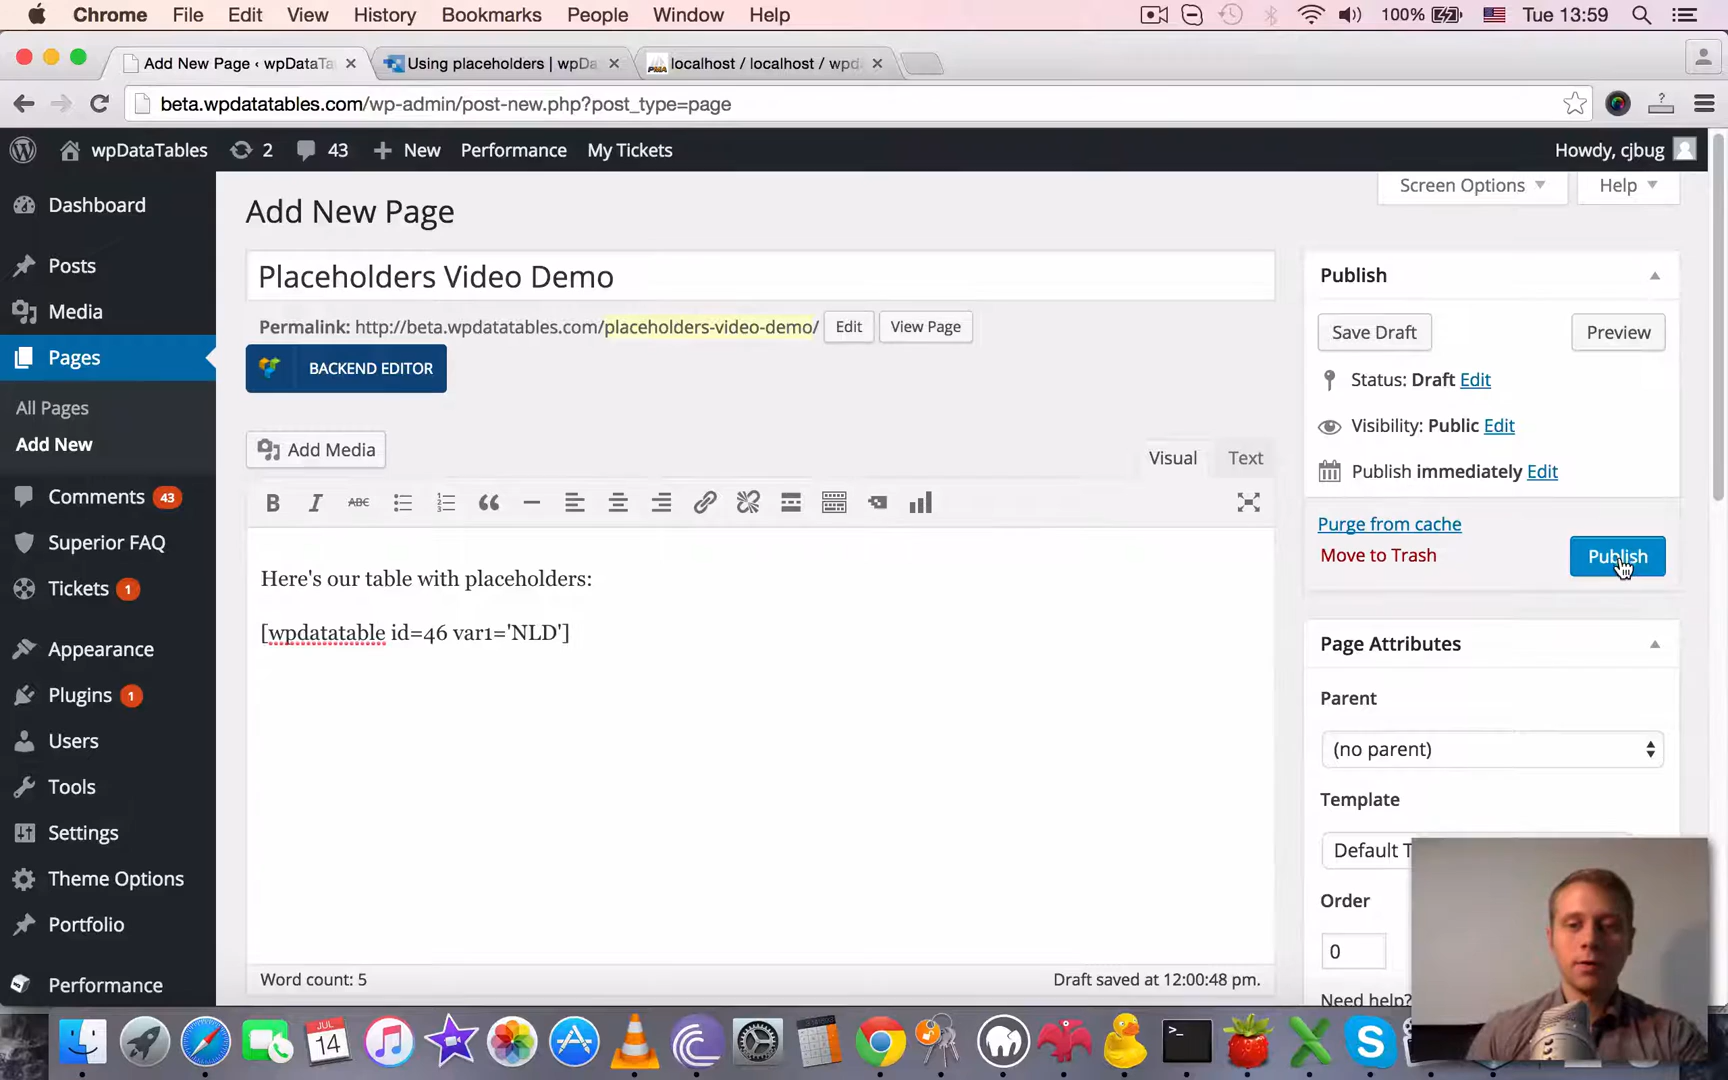 Chrome File Edit View History Bookmarks People Window Help 100% Tue 13:59
Add New Page ‹ wpDataTa
Using placeholders | wpDa
localhost / localhost / wpd
beta.wpdatatables.com/wp-admin/post-new.php?post_type=page
wpDataTables 2 43 New Performance My Tickets Howdy, cjbug
Screen Options Help
Dashboard
Posts
Media
Pages
All Pages
Add New
Comments 43
Superior FAQ
Tickets 1
Appearance
Plugins 1
Users
Tools
Settings
Theme Options
Portfolio
Performance
Add New Page
Placeholders Video Demo
Permalink: http://beta.wpdatatables.com/placeholders-video-demo/ Edit View Page
BACKEND EDITOR
Add Media
Visual Text
B I ABC
Here's our table with placeholders:
[wpdatatable id=46 var1='NLD']
Word count: 5 Draft saved at 12:00:48 pm.
Publish
Save Draft Preview
Status: Draft Edit
Visibility: Public Edit
Publish immediately Edit
Purge from cache
Move to Trash Publish
Page Attributes
Parent
(no parent)
Template
Default T
Order
0
Need help?
JUL
14